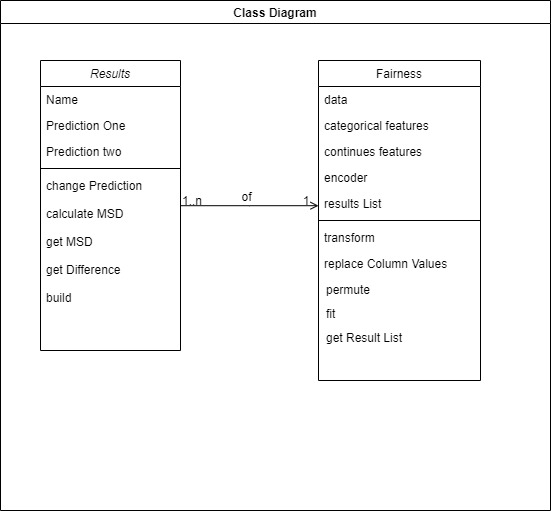 Class Diagram
Results
Name
Prediction One
Prediction two
change Prediction
calculate MSD
get MSD
get Difference
build
1..n
of
1
Fairness
data
categorical features
continues features
encoder
results List
transform
replace Column Values
permute
fit
get Result List